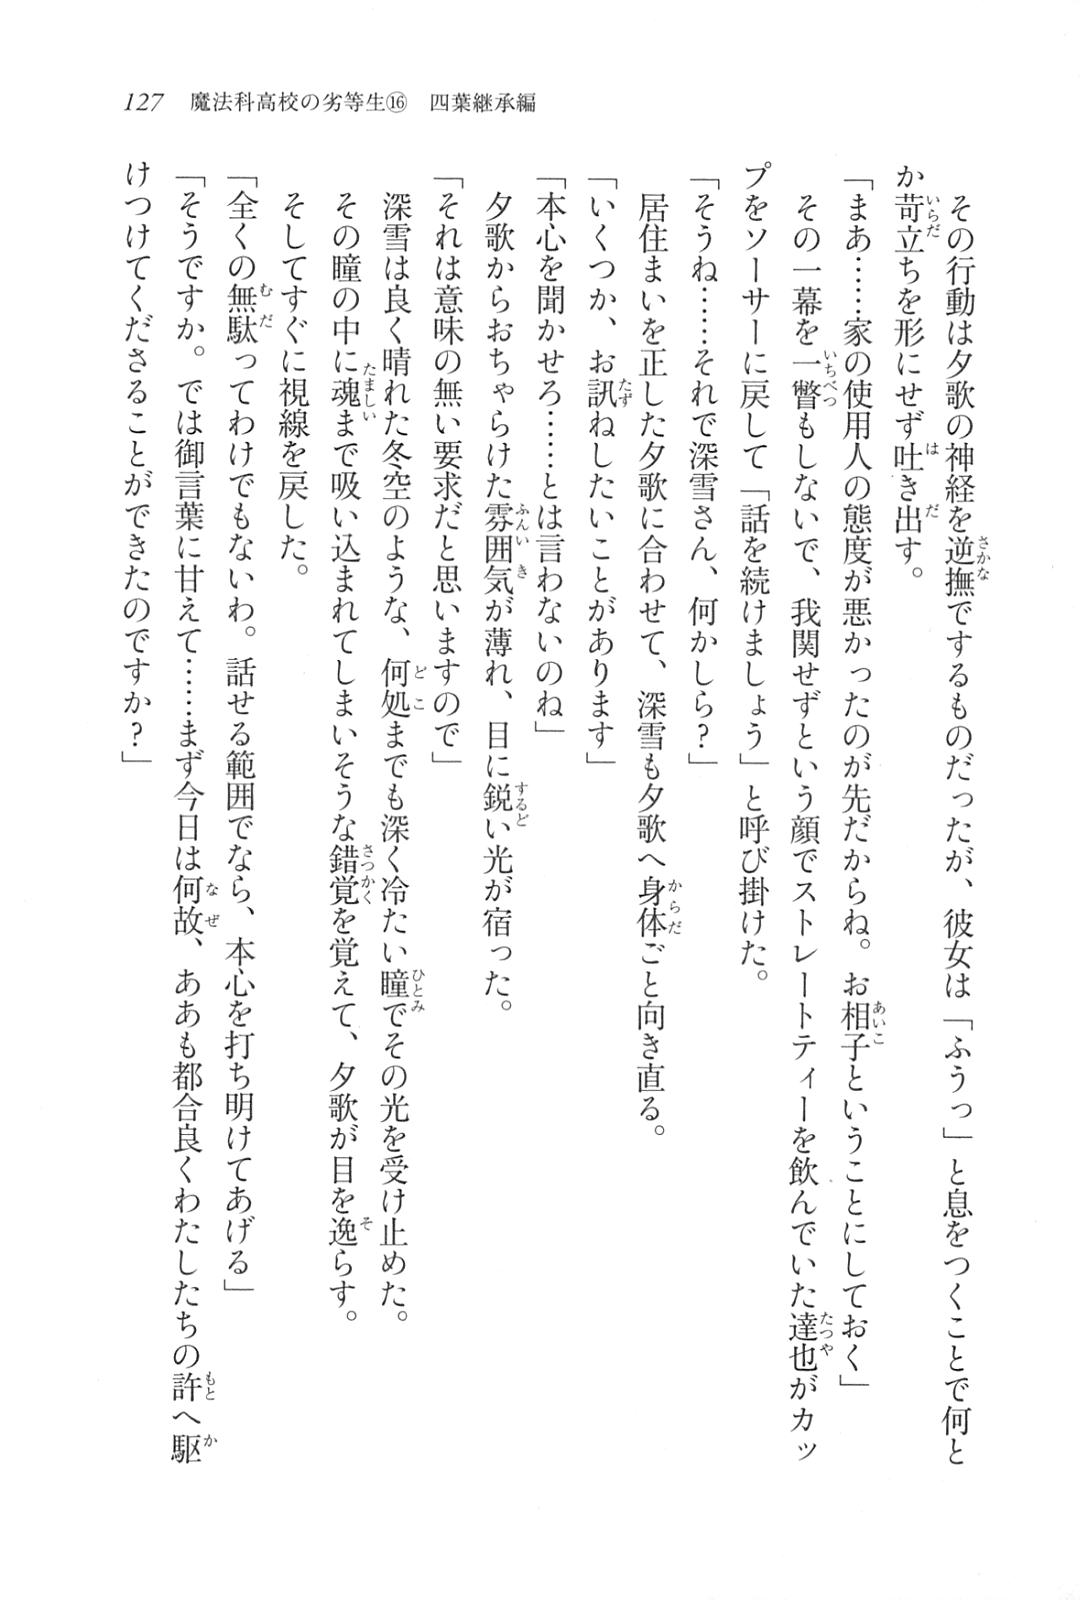 127　魔法科高校の劣等生⑯　四葉継承編
　その行動は夕歌の神経を逆撫でするものだったが、彼女は「ふうっ」と息をつくことで何と
か苛立ちを形にせず吐き出す。
「まあ……家の使用人の態度が悪かったのが先だからね。お相子ということにしておく」
　その一幕を一瞥もしないで、我関せずという顔でストレートティーを飲んでいた達也がカッ
プをソーサーに戻して「話を続けましょう」と呼び掛けた。
「そうね……それで深雪さん、何かしら？」
　居住まいを正した夕歌に合わせて、深雪も夕歌へ身体ごと向き直る。
「いくつか、お訊ねしたいことがあります」
「本心を聞かせろ……とは言わないのね」
　夕歌からおちゃらけた雰囲気が薄れ、目に鋭い光が宿った。
「それは意味の無い要求だと思いますので」
　深雪は良く晴れた冬空のような、何処までも深く冷たい瞳でその光を受け止めた。
　その瞳の中に魂まで吸い込まれてしまいそうな錯覚を覚えて、夕歌が目を逸らす。
　そしてすぐに視線を戻した。
「全くの無駄ってわけでもないわ。話せる範囲でなら、本心を打ち明けてあげる」
「そうですか。では御言葉に甘えて……まず今日は何故、ああも都合良くわたしたちの許へ駆
けつけてくださることができたのですか？」